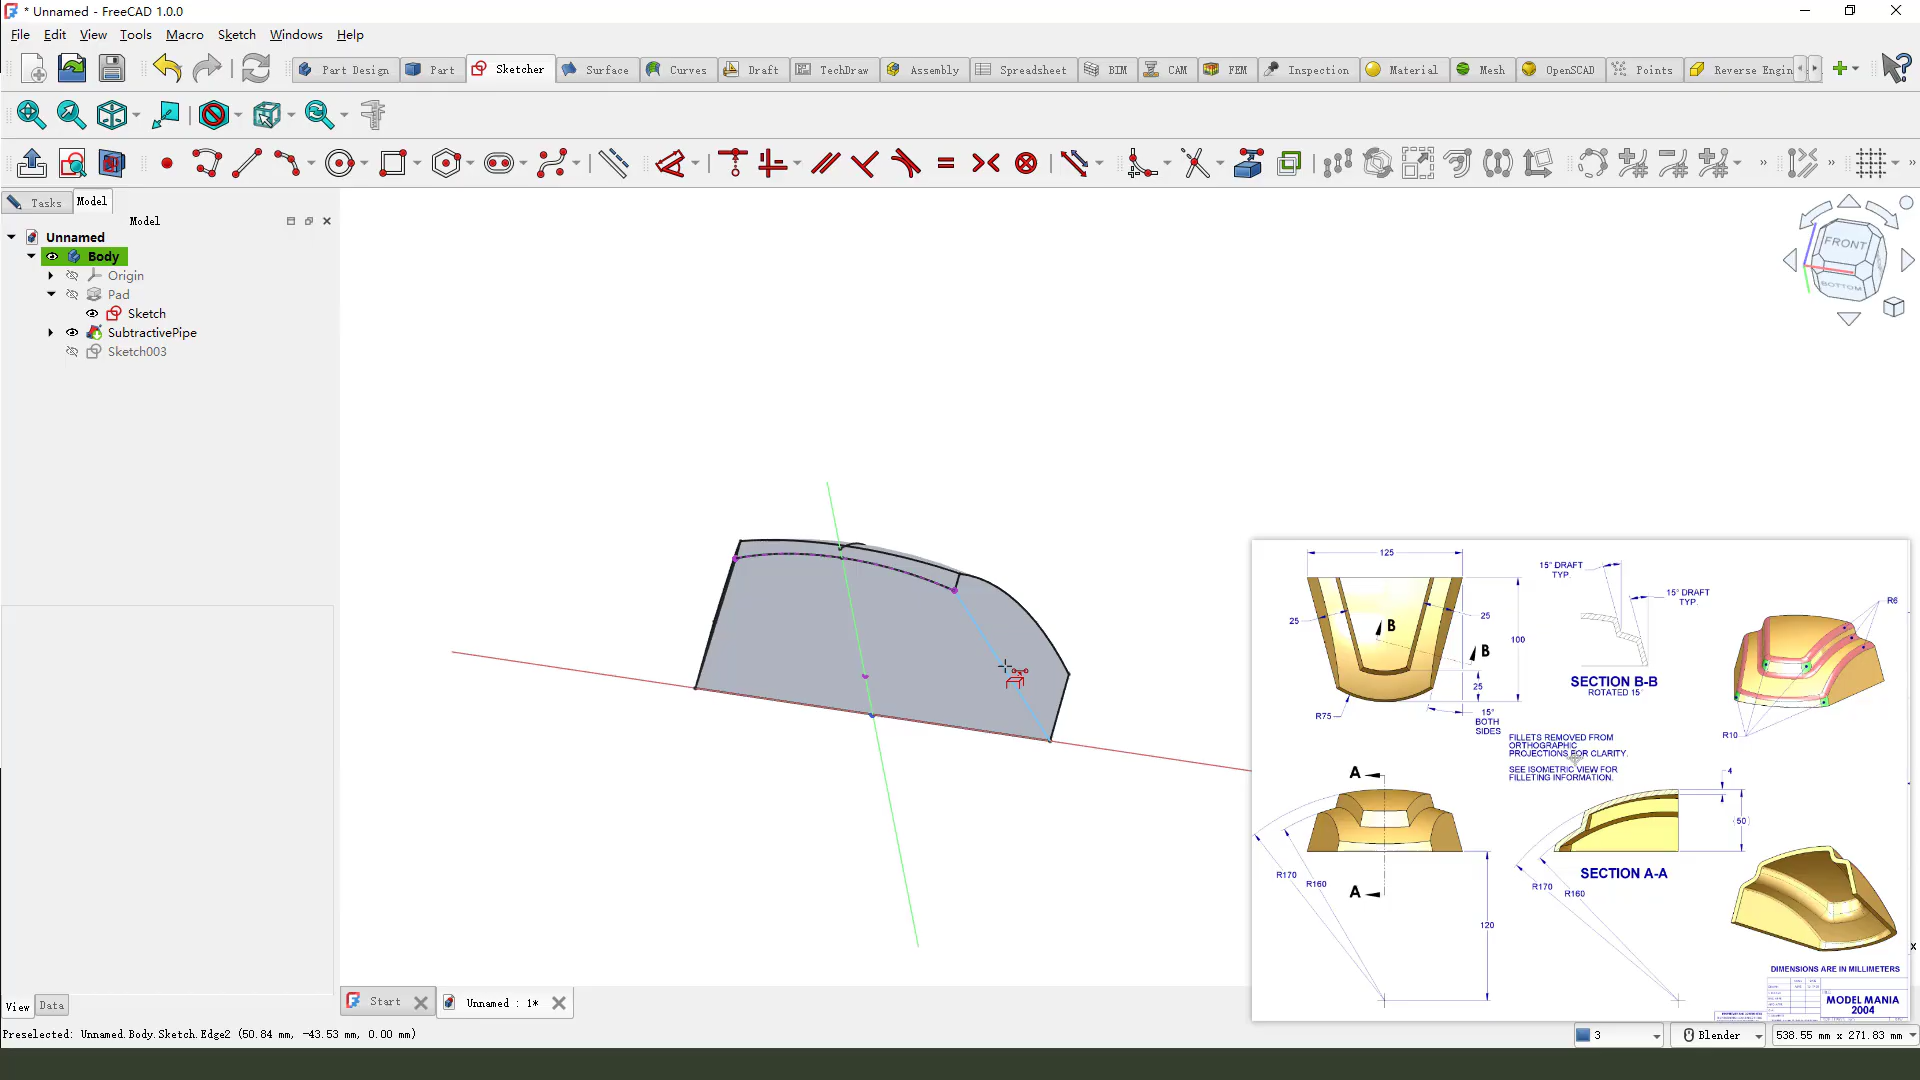 * Unnamed - FreeCAD 1.0.0
File Edit View Tools Macro Sketch Windows Help
Part Design Part Sketcher Surface Curves Draft TechDraw Assembly Spreadsheet BIM CAM FEM Inspection Material Mesh OpenSCAD Points Reverse Engin
Tasks Model
Model
Unnamed
Body
Origin
Pad
Sketch
SubtractivePipe
Sketch003
FRONT
BOTTOM
125
15° DRAFT
TYP.
15° DRAFT
TYP.
R6
25
B
25
100
B
25
SECTION B-B
ROTATED 15°
R75
15°
BOTH
SIDES
R10
FILLETS REMOVED FROM
ORTHOGRAPHIC
PROJECTIONS FOR CLARITY.
SEE ISOMETRIC VIEW FOR
FILLETING INFORMATION.
A
4
50
R170
R160
A
SECTION A-A
R170
R160
120
DIMENSIONS ARE IN MILLIMETERS
MODEL MANIA
2004
View Data
Start
Unnamed : 1*
Preselected: Unnamed.Body.Sketch.Edge2 (50.84 mm, -43.53 mm, 0.00 mm)
3
Blender
538.55 mm x 271.83 mm